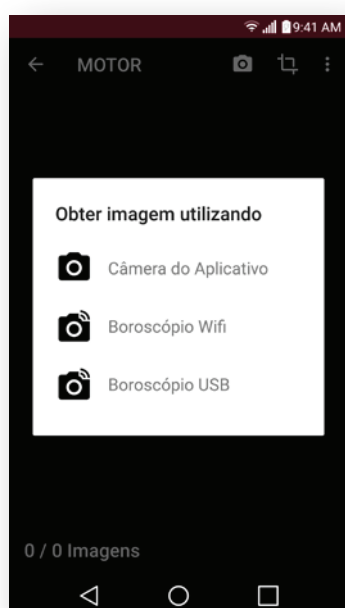 9:41 AM
MOTOR
Obter imagem utilizando
Câmera do Aplicativo
Boroscópio Wifi
Boroscópio USB
0 / 0 Imagens